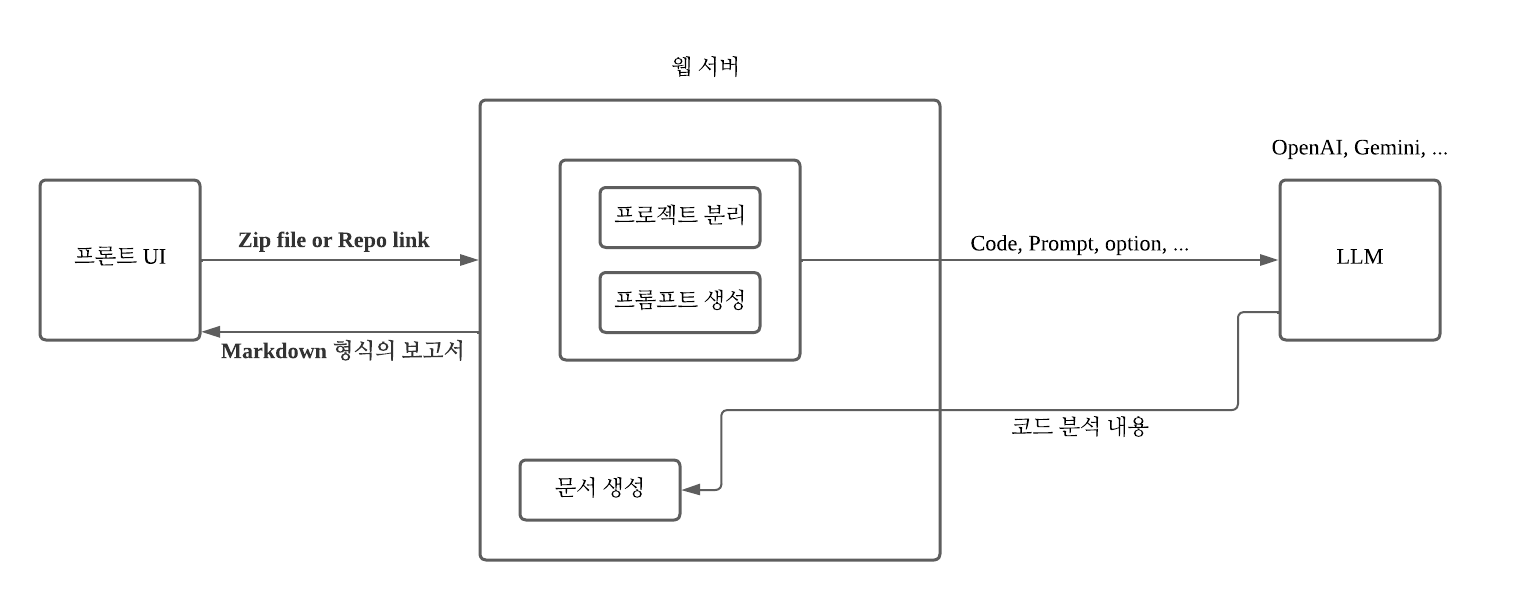 웹 서버
OpenAI, Gemini, ...
프론트 UI
Zip file or Repo link
프로젝트 분리
프롬프트 생성
Code, Prompt, option, ...
LLM
Markdown 형식의 보고서
코드 분석 내용
문서 생성